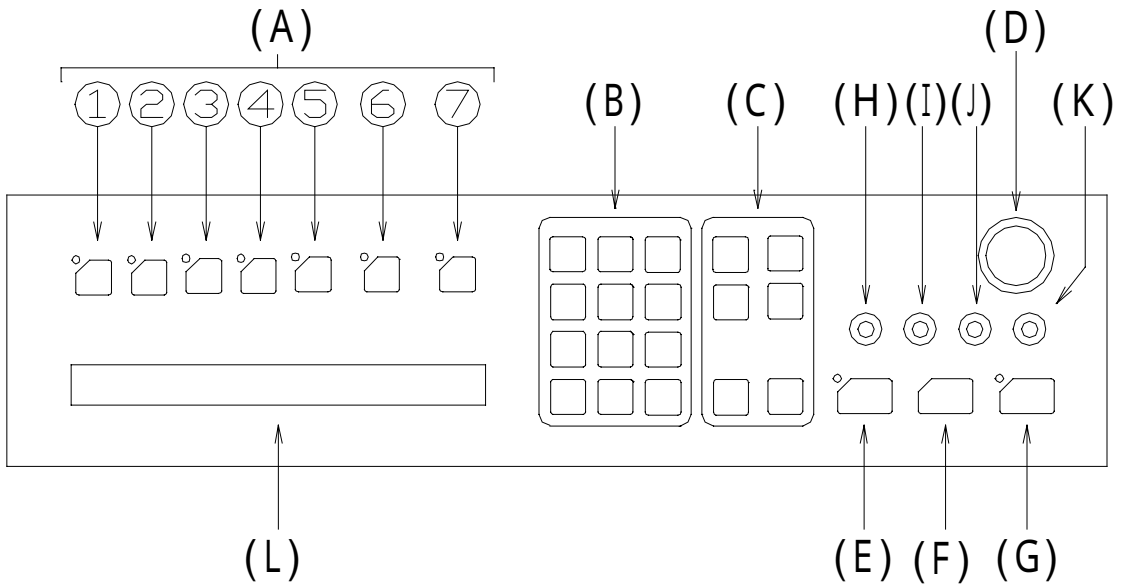 (A)
(D)
① ② ③ ④ ⑤ ⑥ ⑦
(B) (C) (H) (I) (J) (K)
(L) (E) (F) (G)